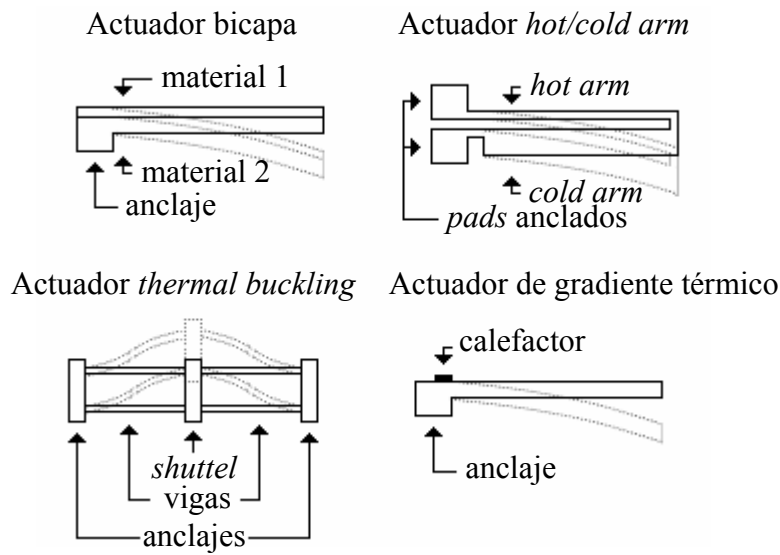 Actuador bicapa
material 1
material 2
anclaje
Actuador hot/cold arm
hot arm
cold arm
pads anclados
Actuador thermal buckling
shuttel
vigas
anclajes
Actuador de gradiente térmico
calefactor
anclaje